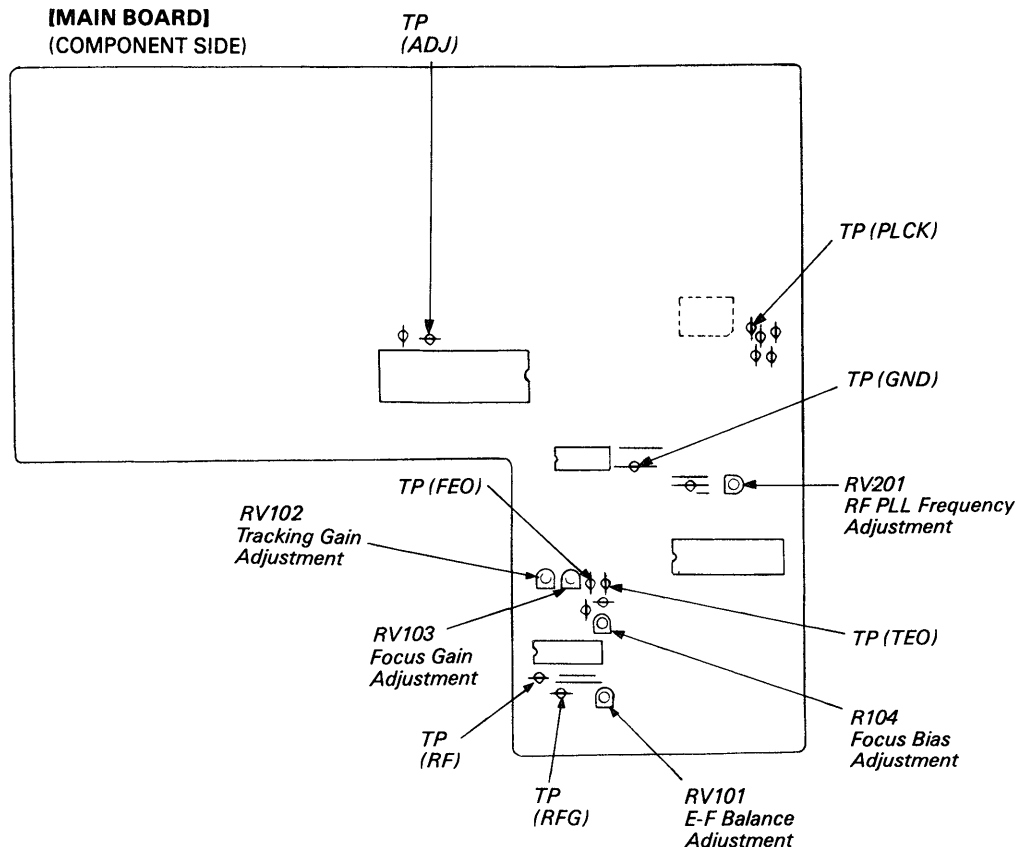 [MAIN BOARD]
(COMPONENT SIDE)
TP
(ADJ)
TP (PLCK)
TP (GND)
TP (FEO)
RV201
RF PLL Frequency
Adjustment
RV102
Tracking Gain
Adjustment
RV103
Focus Gain
Adjustment
TP (TEO)
R104
Focus Bias
Adjustment
TP
(RF)
TP
(RFG)
RV101
E-F Balance
Adjustment